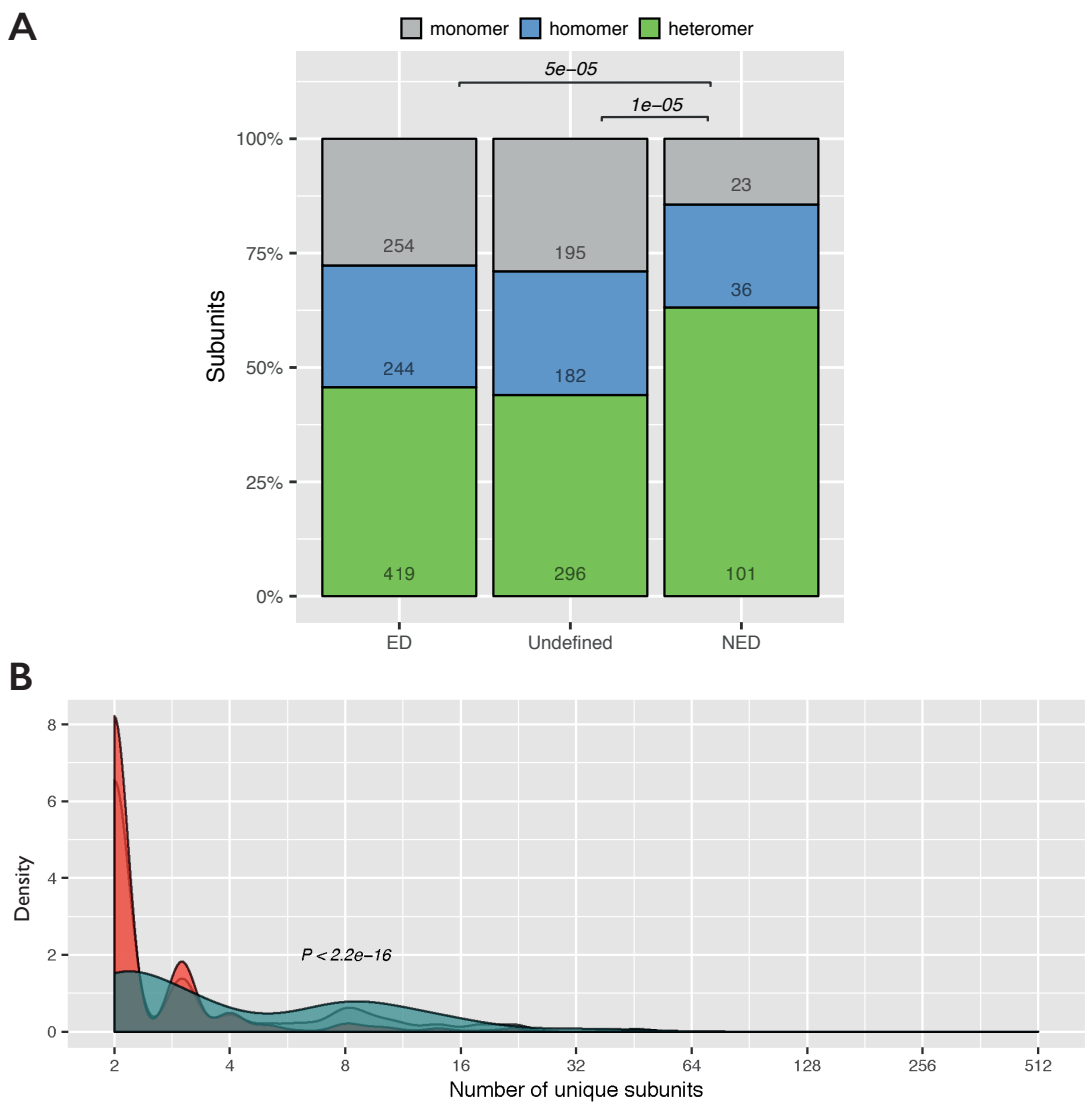 A
monomer homomer heteromer
5e−05
1e−05
100%
75%
50%
25%
0%
Subunits
254 195 23
244 182 36
419 296 101
ED Undefined NED
B
8
6
4
2
0
Density
P < 2.2e−16
2 4 8 16 32 64 128 256 512
Number of unique subunits